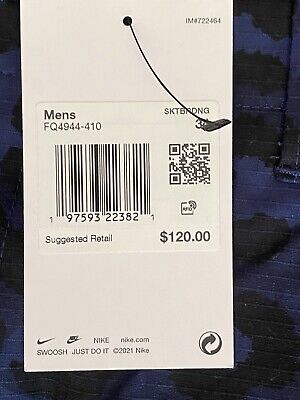 IM#722464
Mens SKTBRDNG
FQ4944-410
1 97593 22382 1
RFID
Suggested Retail $120.00
NIKE nike.com
SWOOSH JUST DO IT ©2021 Nike